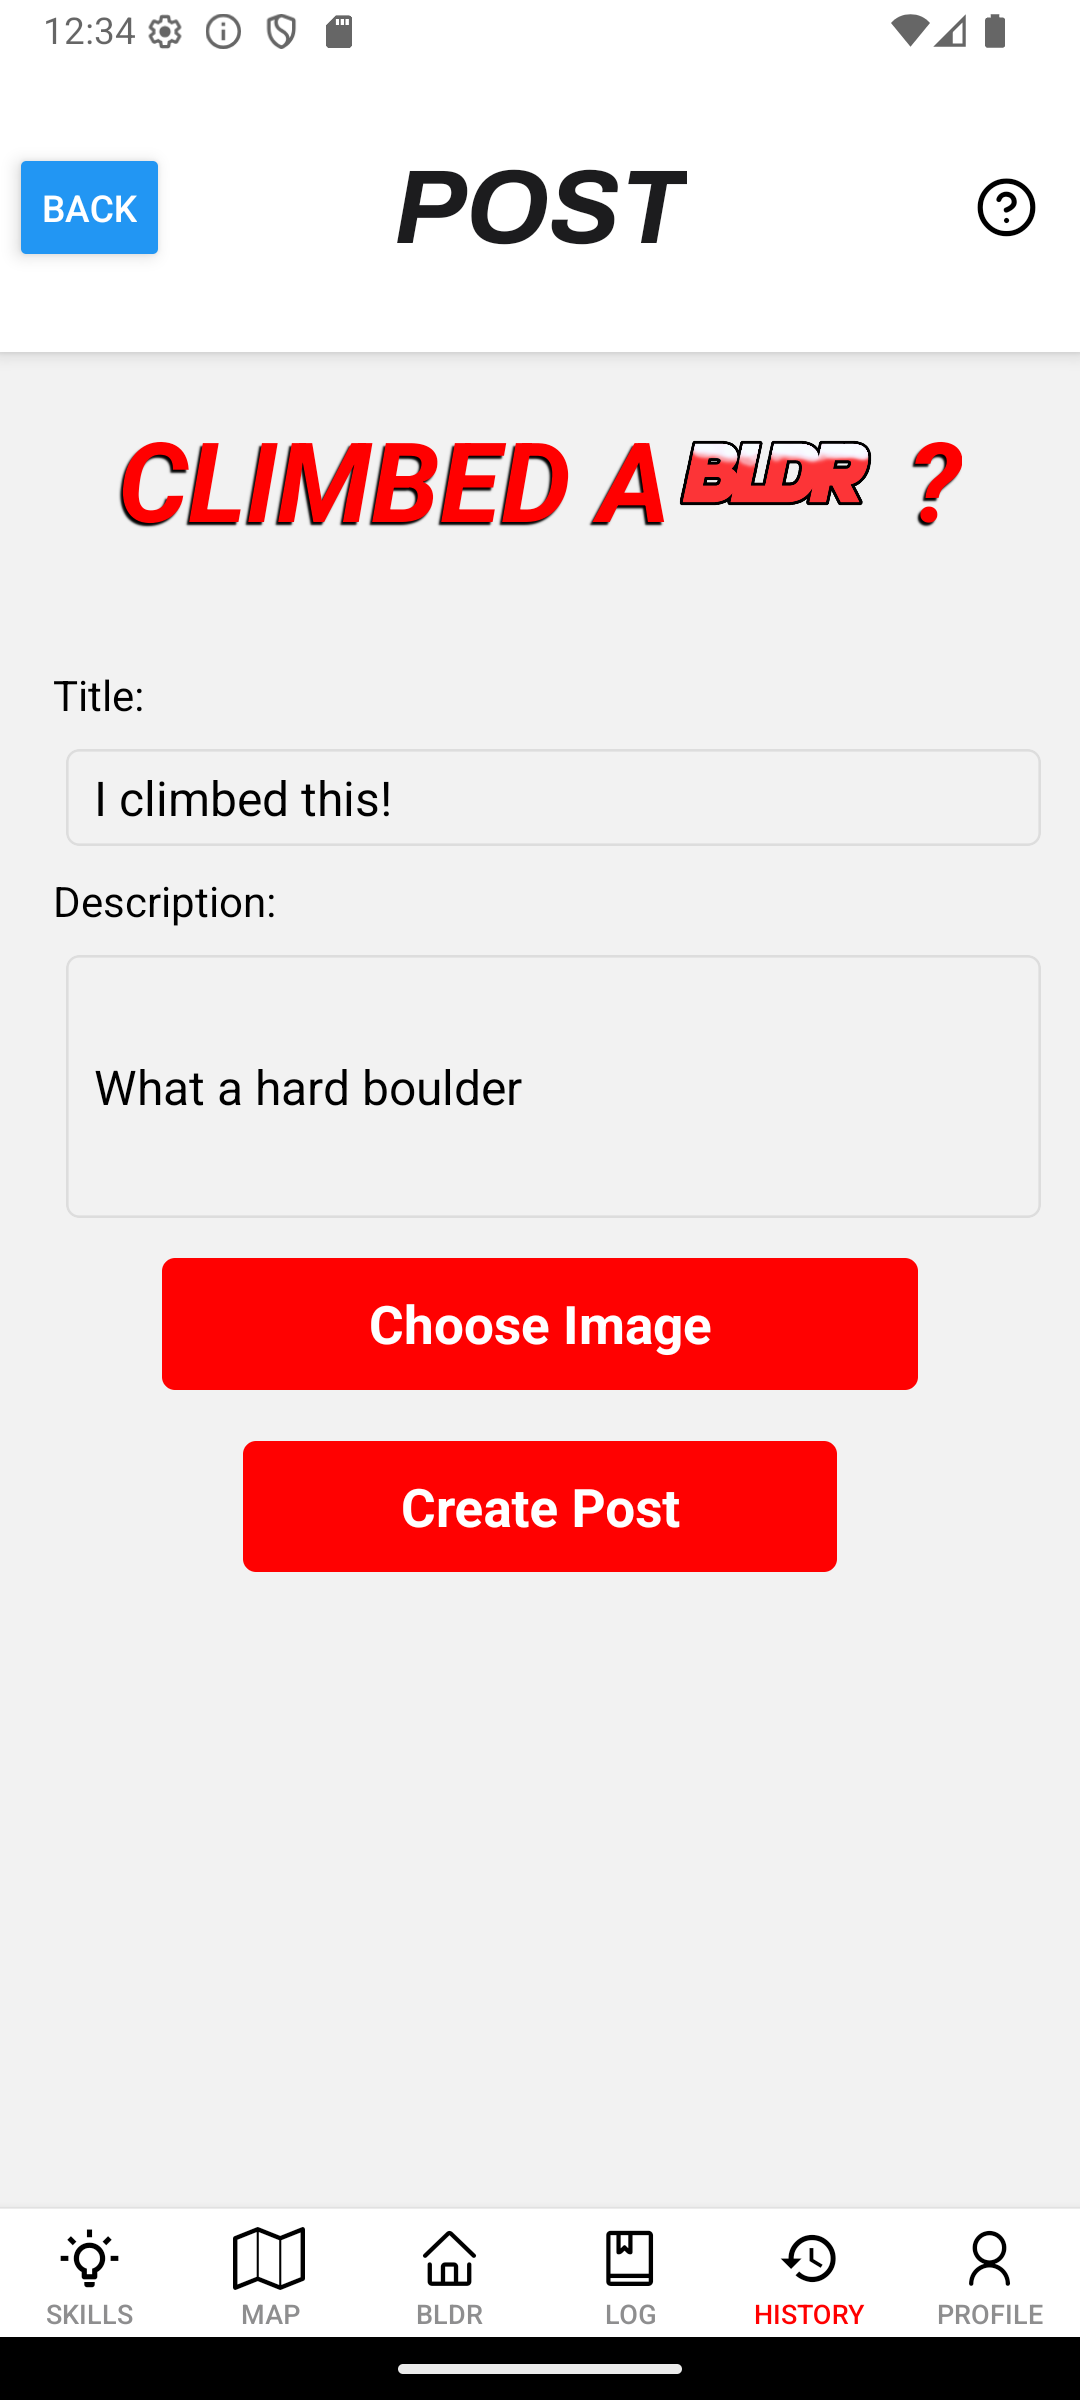 12:34
BACK
POST
CLIMBED A BLDR ?
Title:
I climbed this!
Description:
What a hard boulder
Choose Image
Create Post
SKILLS MAP BLDR LOG HISTORY PROFILE